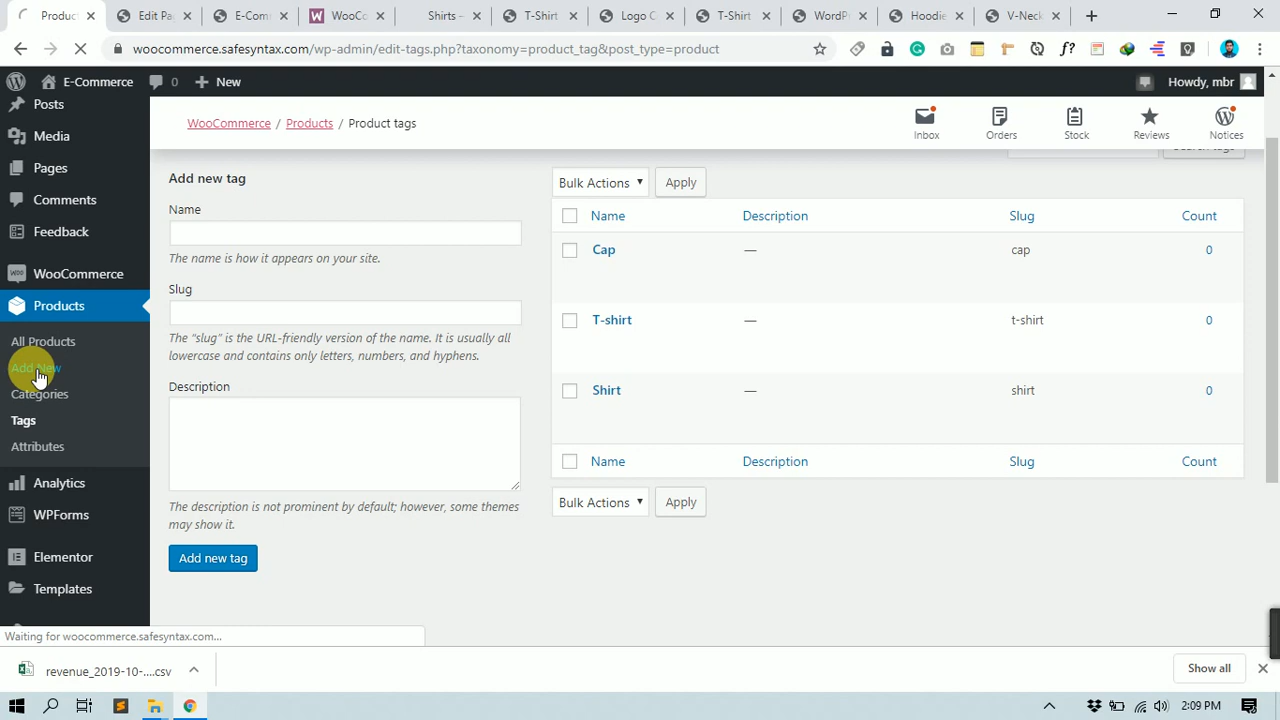 Produc
Edit Pa
E-Com
WooCo
Shirts –
T-Shirt
Logo C
T-Shirt
WordP
Hoodie
V-Neck
woocommerce.safesyntax.com/wp-admin/edit-tags.php?taxonomy=product_tag&post_type=product
E-Commerce 0 New Howdy, mbr
Posts
Media
Pages
Comments
Feedback
WooCommerce
Products
All Products
Add New
Categories
Tags
Attributes
Analytics
WPForms
Elementor
Templates
WooCommerce / Products / Product tags
Inbox Orders Stock Reviews Notices
Search tags
Add new tag
Name
The name is how it appears on your site.
Slug
The "slug" is the URL-friendly version of the name. It is usually all
lowercase and contains only letters, numbers, and hyphens.
Description
The description is not prominent by default; however, some themes
may show it.
Add new tag
Bulk Actions Apply
Name Description Slug Count
Cap — cap 0
T-shirt — t-shirt 0
Shirt — shirt 0
Name Description Slug Count
Bulk Actions Apply
Waiting for woocommerce.safesyntax.com...
revenue_2019-10-....csv
Show all
2:09 PM